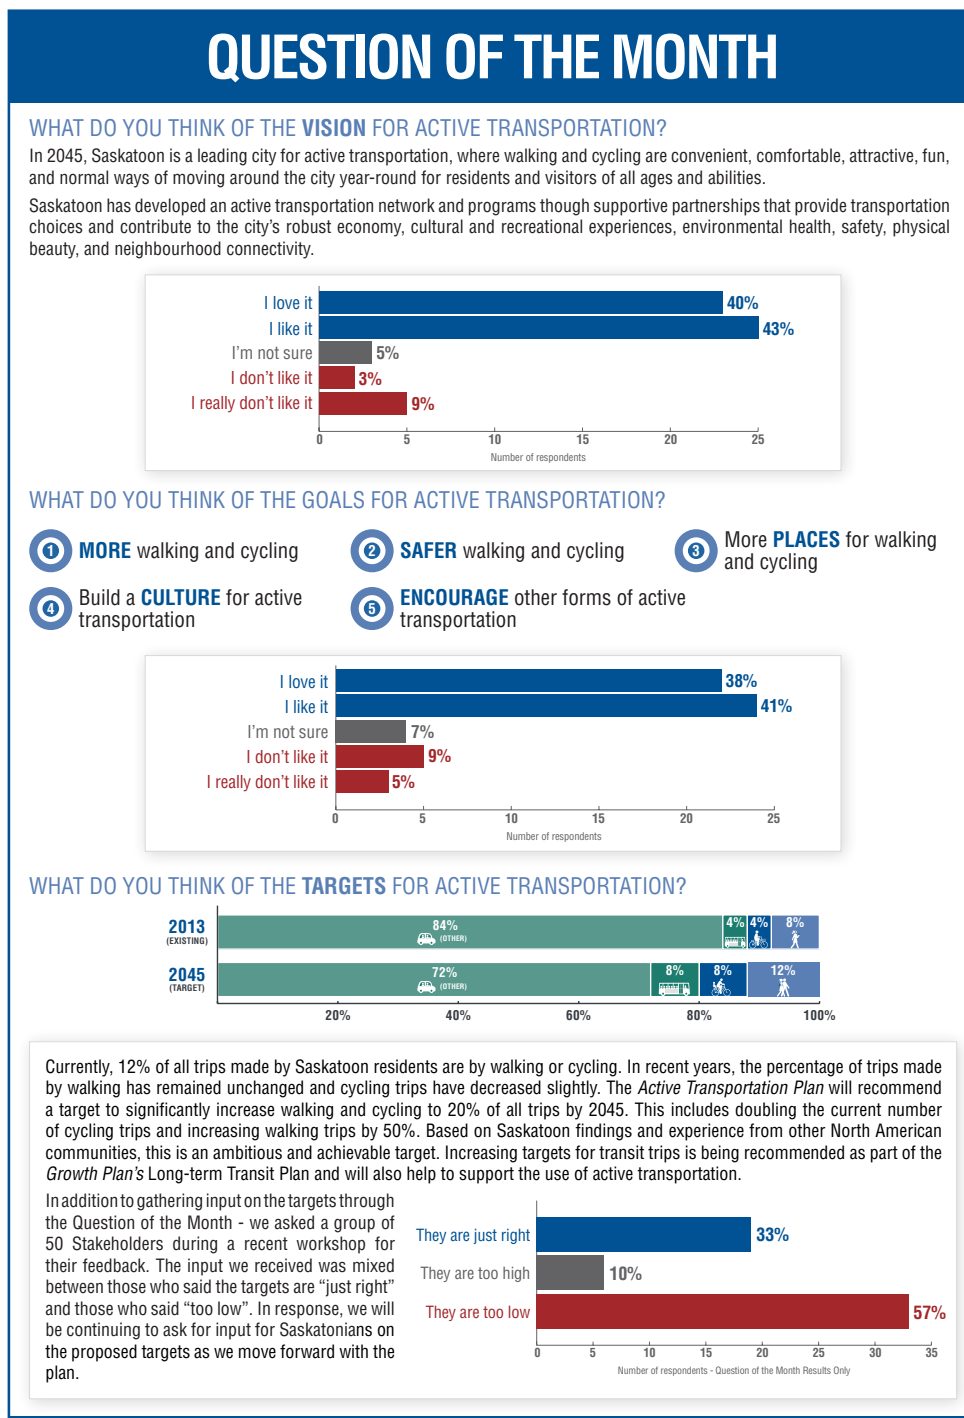 QUESTION OF THE MONTH
WHAT DO YOU THINK OF THE VISION FOR ACTIVE TRANSPORTATION?
In 2045, Saskatoon is a leading city for active transportation, where walking and cycling are convenient, comfortable, attractive, fun,
and normal ways of moving around the city year-round for residents and visitors of all ages and abilities.
Saskatoon has developed an active transportation network and programs though supportive partnerships that provide transportation
choices and contribute to the city's robust economy, cultural and recreational experiences, environmental health, safety, physical
beauty, and neighbourhood connectivity.
I love it 40%
I like it 43%
I'm not sure 5%
I don't like it 3%
I really don't like it 9%
0 5 10 15 20 25
Number of respondents
WHAT DO YOU THINK OF THE GOALS FOR ACTIVE TRANSPORTATION?
1 MORE walking and cycling
2 SAFER walking and cycling
3 More PLACES for walking
and cycling
4 Build a CULTURE for active
transportation
5 ENCOURAGE other forms of active
transportation
I love it 38%
I like it 41%
I'm not sure 7%
I don't like it 9%
I really don't like it 5%
0 5 10 15 20 25
Number of respondents
WHAT DO YOU THINK OF THE TARGETS FOR ACTIVE TRANSPORTATION?
2013 84% 4% 4% 8%
(EXISTING) (OTHER)
2045 72% 8% 8% 12%
(TARGET) (OTHER)
20% 40% 60% 80% 100%
Currently, 12% of all trips made by Saskatoon residents are by walking or cycling. In recent years, the percentage of trips made
by walking has remained unchanged and cycling trips have decreased slightly. The Active Transportation Plan will recommend
a target to significantly increase walking and cycling to 20% of all trips by 2045. This includes doubling the current number
of cycling trips and increasing walking trips by 50%. Based on Saskatoon findings and experience from other North American
communities, this is an ambitious and achievable target. Increasing targets for transit trips is being recommended as part of the
Growth Plan's Long-term Transit Plan and will also help to support the use of active transportation.
In addition to gathering input on the targets through
the Question of the Month - we asked a group of
50 Stakeholders during a recent workshop for
their feedback. The input we received was mixed
between those who said the targets are "just right"
and those who said "too low". In response, we will
be continuing to ask for input for Saskatonians on
the proposed targets as we move forward with the
plan.
They are just right 33%
They are too high 10%
They are too low 57%
0 5 10 15 20 25 30 35
Number of respondents - Question of the Month Results Only